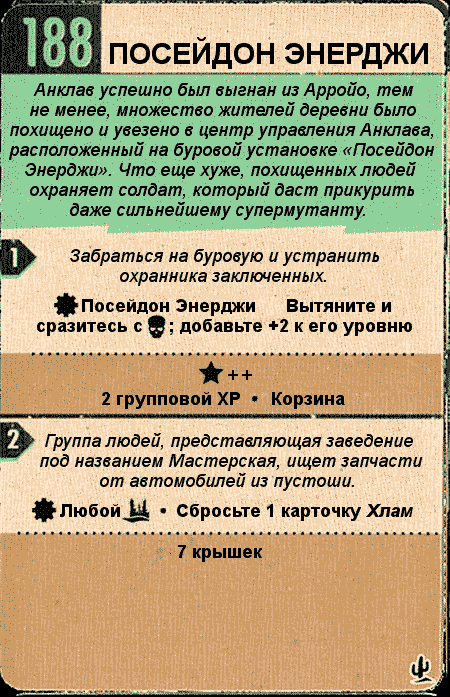 188 ПОСЕЙДОН ЭНЕРДЖИ
Анклав успешно был выгнан из Арройо, тем
не менее, множество жителей деревни было
похищено и увезено в центр управления Анклава,
расположенный на буровой установке «Посейдон
Энерджи». Что еще хуже, похищенных людей
охраняет солдат, который даст прикурить
даже сильнейшему супермутанту.
1 Забраться на буровую и устранить
охранника заключенных.
Посейдон Энерджи Вытяните и
сразитесь с ; добавьте +2 к его уровню
++
2 групповой ХР • Корзина
2 Группа людей, представляющая заведение
под названием Мастерская, ищет запчасти
от автомобилей из пустоши.
Любой • Сбросьте 1 карточку Хлам
7 крышек